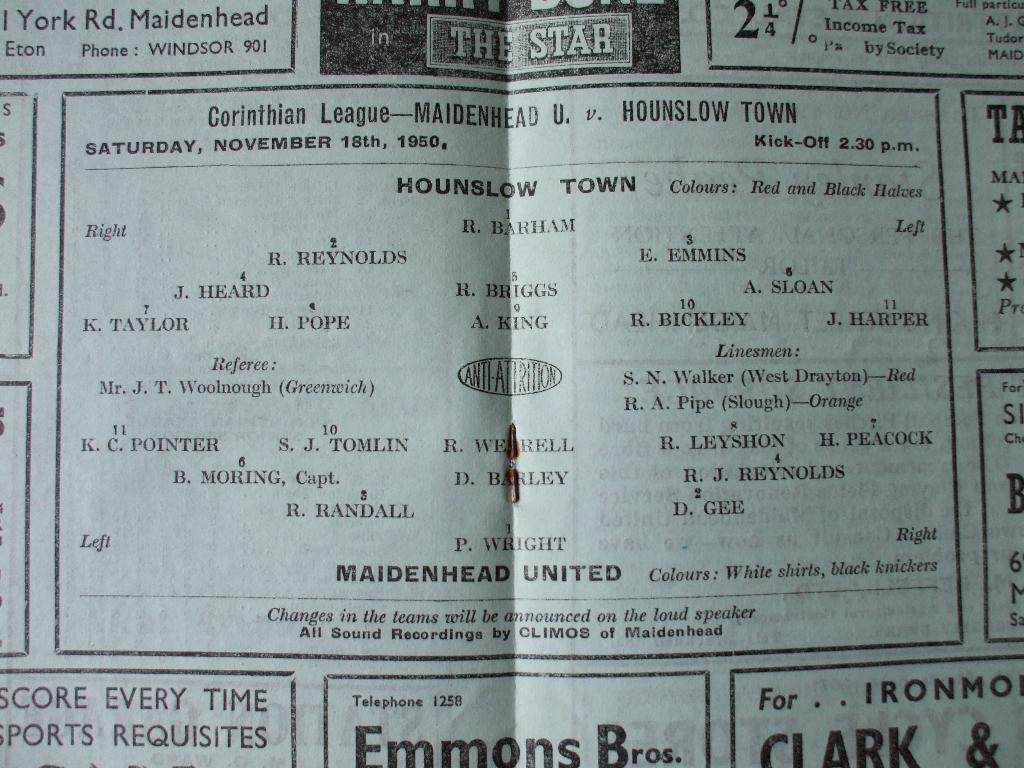 l York Rd. Maidenhead
Eton Phone : WINDSOR 901
in
THE STAR
2¼%
TAX FREE
Income Tax
by Society
Full
A. J.
Tudor
MAID
Corinthian League—MAIDENHEAD U. v. HOUNSLOW TOWN
SATURDAY, NOVEMBER 18th, 1950. Kick-Off 2.30 p.m.
HOUNSLOW TOWN Colours: Red and Black Halves
1
Right R. BARHAM Left
2 3
R. REYNOLDS E. EMMINS
4 5 6
J. HEARD R. BRIGGS A. SLOAN
7 8 9 10 11
K. TAYLOR H. POPE A. KING R. BICKLEY J. HARPER
Referee: Linesmen:
Mr. J. T. Woolnough (Greenwich) ANTI-ATTRITION S. N. Walker (West Drayton)—Red
R. A. Pipe (Slough)—Orange
11 10 8 7
K. C. POINTER S. J. TOMLIN R. WERRELL R. LEYSHON H. PEACOCK
6 5 4
B. MORING, Capt. D. BARLEY R. J. REYNOLDS
3 2
R. RANDALL D. GEE
1
Left P. WRIGHT Right
MAIDENHEAD UNITED Colours: White shirts, black knickers
Changes in the teams will be announced on the loud speaker
All Sound Recordings by CLIMOS of Maidenhead
SCORE EVERY TIME
SPORTS REQUISITES
Telephone 1258
Emmons Bros.
For . . IRONMO
CLARK &